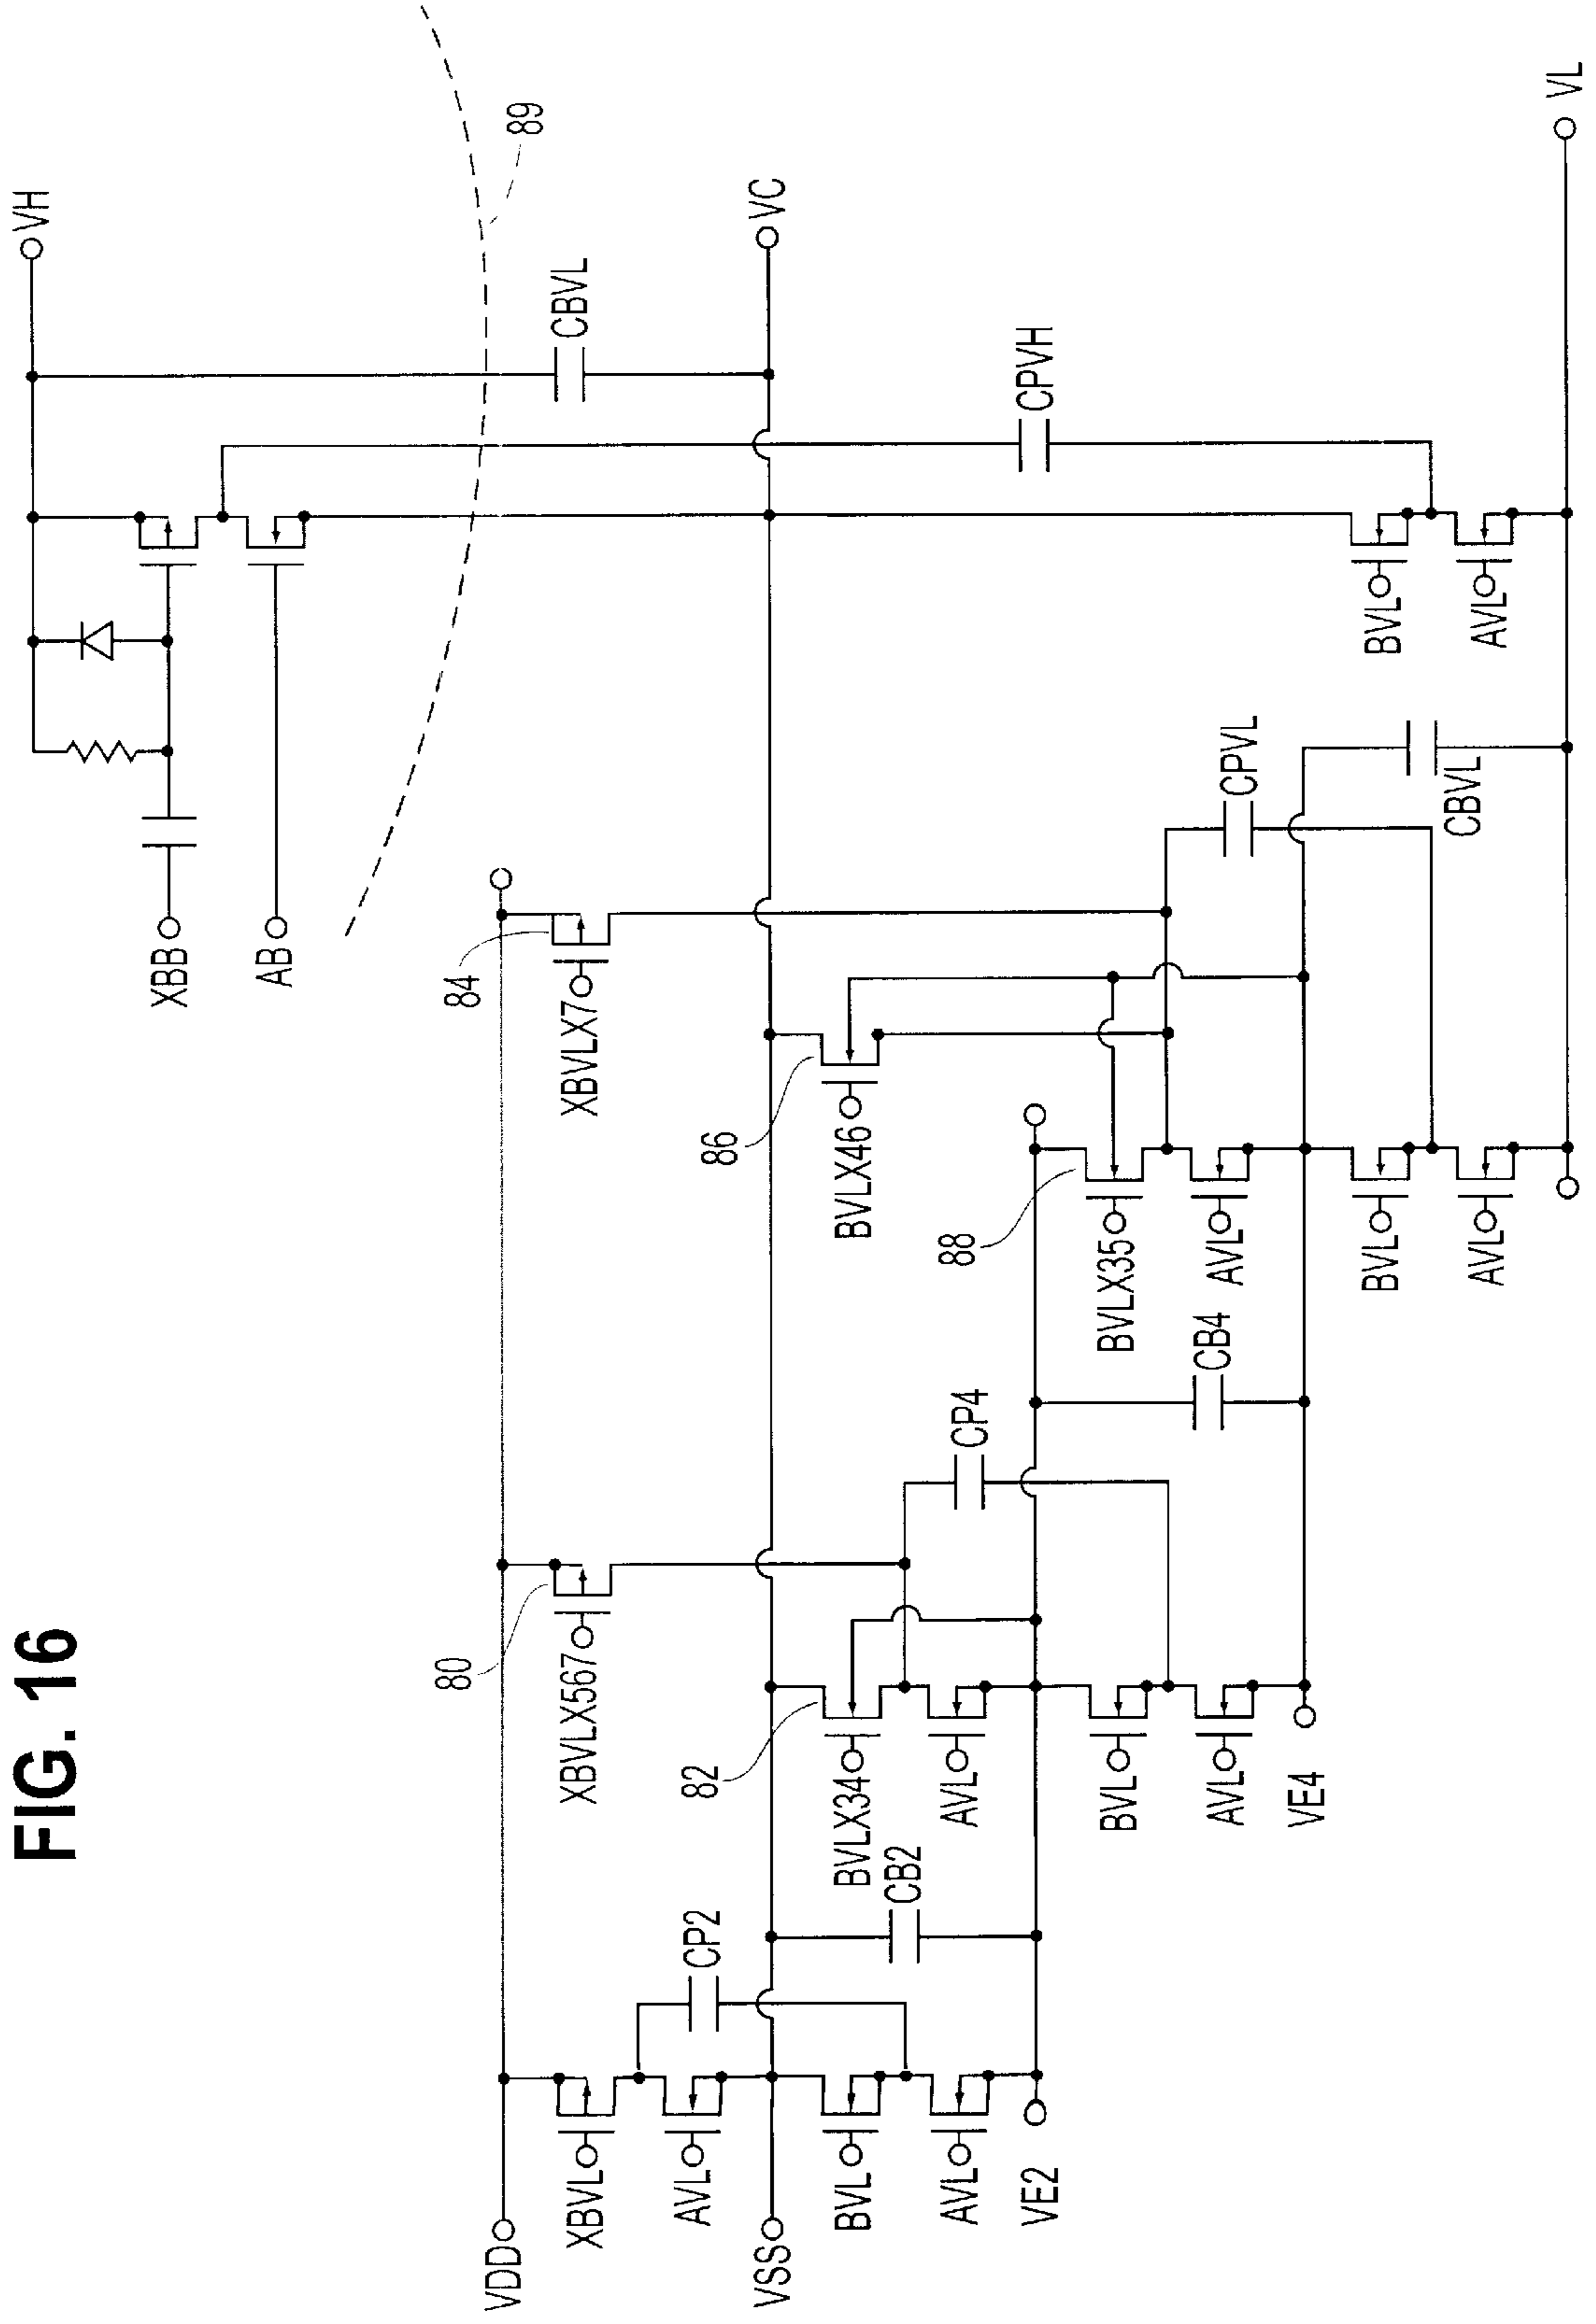 FIG. 16
VH
XBB
AB
89
CBVL
84
XBVLX7
80
XBVLX567
VDD
XBVL
AVL
CP2
VSS
VC
86
BVLX46
82
BVLX34
AVL
CB2
BVL
AVL
VE2
CP4
CPVH
88
BVLX35
AVL
CB4
CPVL
BVL
AVL
VE4
BVL
AVL
CBVL
BVL
AVL
VL